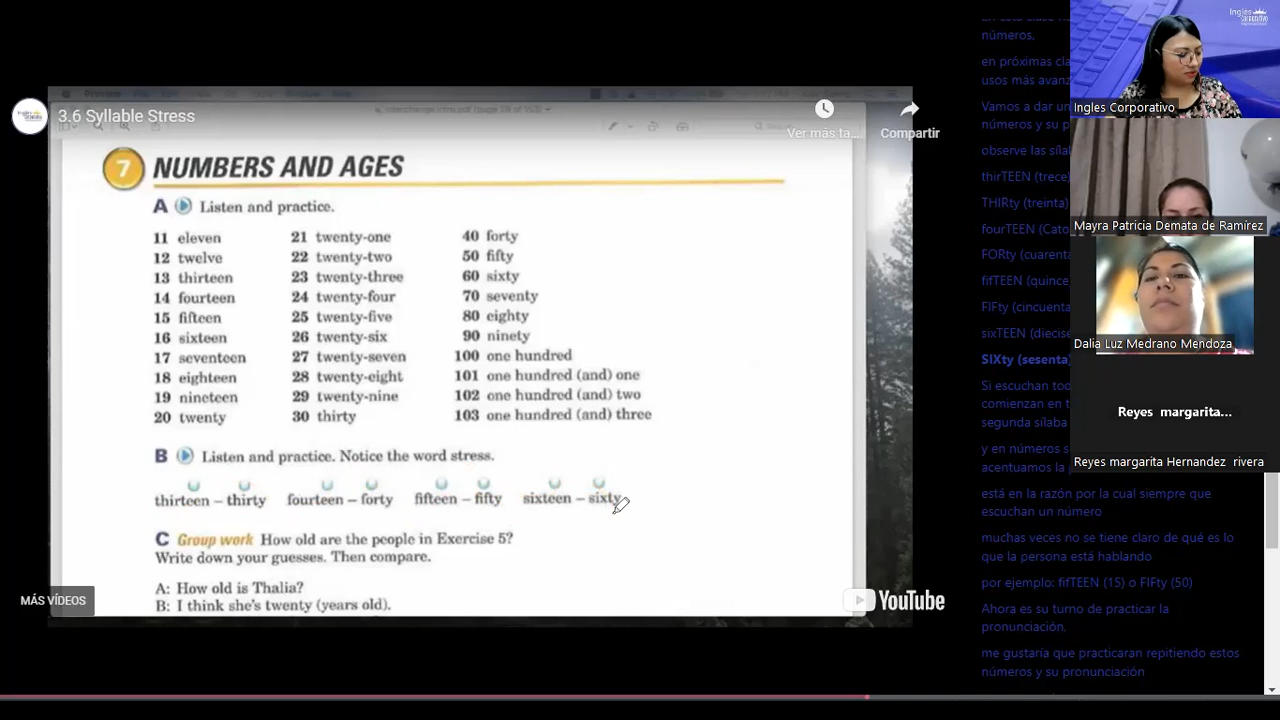 3.6 Syllable Stress
Ver más ta...
Compartir
7 NUMBERS AND AGES
A Listen and practice.
11 eleven 21 twenty-one 40 forty
12 twelve 22 twenty-two 50 fifty
13 thirteen 23 twenty-three 60 sixty
14 fourteen 24 twenty-four 70 seventy
15 fifteen 25 twenty-five 80 eighty
16 sixteen 26 twenty-six 90 ninety
17 seventeen 27 twenty-seven 100 one hundred
18 eighteen 28 twenty-eight 101 one hundred (and) one
19 nineteen 29 twenty-nine 102 one hundred (and) two
20 twenty 30 thirty 103 one hundred (and) three
B Listen and practice. Notice the word stress.
thirteen – thirty fourteen – forty fifteen – fifty sixteen – sixty
C Group work How old are the people in Exercise 5?
Write down your guesses. Then compare.
A: How old is Thalia?
B: I think she's twenty (years old).
MÁS VÍDEOS
YouTube
números,
en próximas
usos más
Vamos a dar un
números y su
observe las
thirTEEN (trece)
THIRty (treinta)
fourTEEN
FORty
fifTEEN (quince
FIFty
sixTEEN
SIXty (sesenta)
Si escuchan
comienzan en
segunda sílaba
y en números
acentuamos la
está en la razón por la cual siempre que
escuchan un número
muchas veces no se tiene claro de qué es lo
que la persona está hablando
por ejemplo: fifTEEN (15) o FIFty (50)
Ahora es su turno de practicar la
pronunciación,
me gustaría que practicaran repitiendo estos
números y su pronunciación
Ingles Corporativo
Mayra Patricia Demata de Ramírez
Dalia Luz Medrano Mendoza
Reyes margarita...
Reyes margarita Hernandez rivera